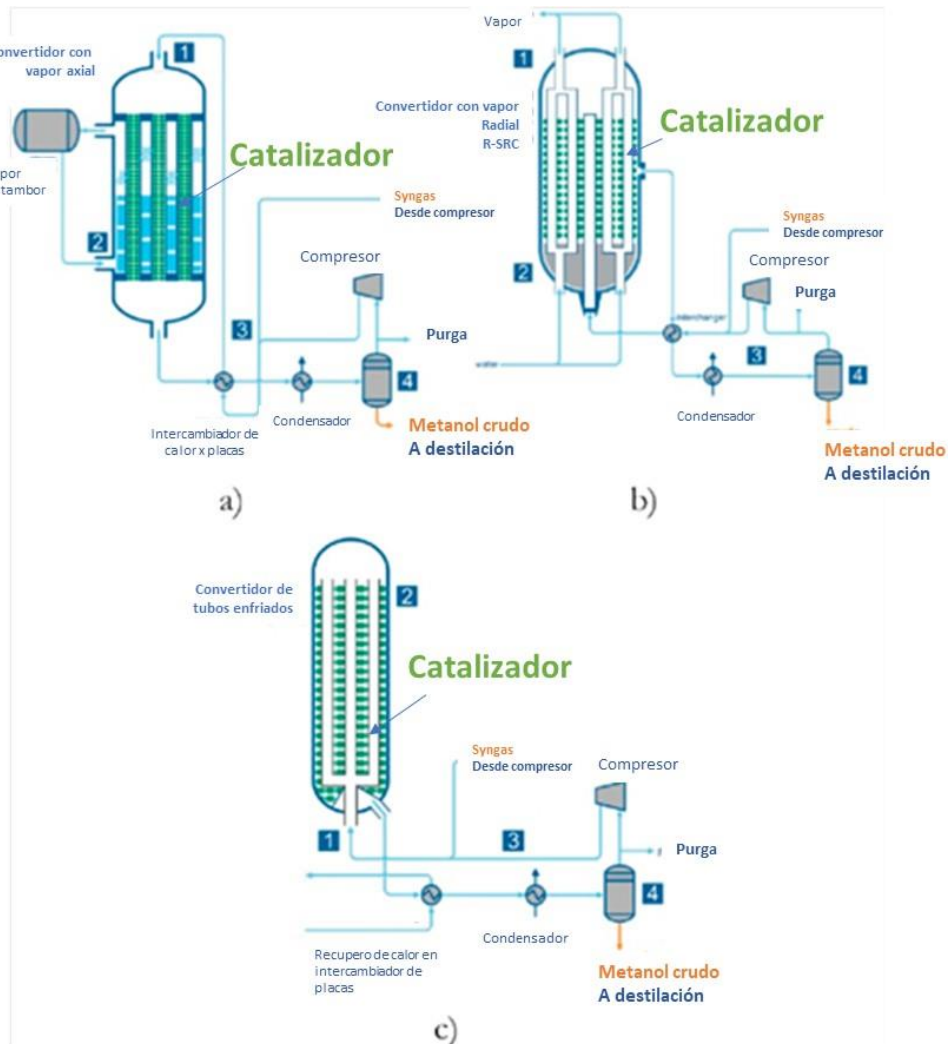 1
onvertidor con
vapor axial
Catalizador
por
tambor
2
Syngas
Desde compresor
Compresor
3
Purga
4
Condensador
Intercambiador de
calor x placas
Metanol crudo
A destilación
a)
Vapor
1
Convertidor con vapor
Radial
R-SRC
Catalizador
2
Syngas
Desde compresor
Compresor
Purga
interchanger
water
3
4
Condensador
Metanol crudo
A destilación
b)
Convertidor de
tubos enfriados
2
Catalizador
Syngas
Desde compresor
Compresor
1
3
Purga
4
Recupero de calor en
intercambiador de
placas
Condensador
Metanol crudo
A destilación
c)